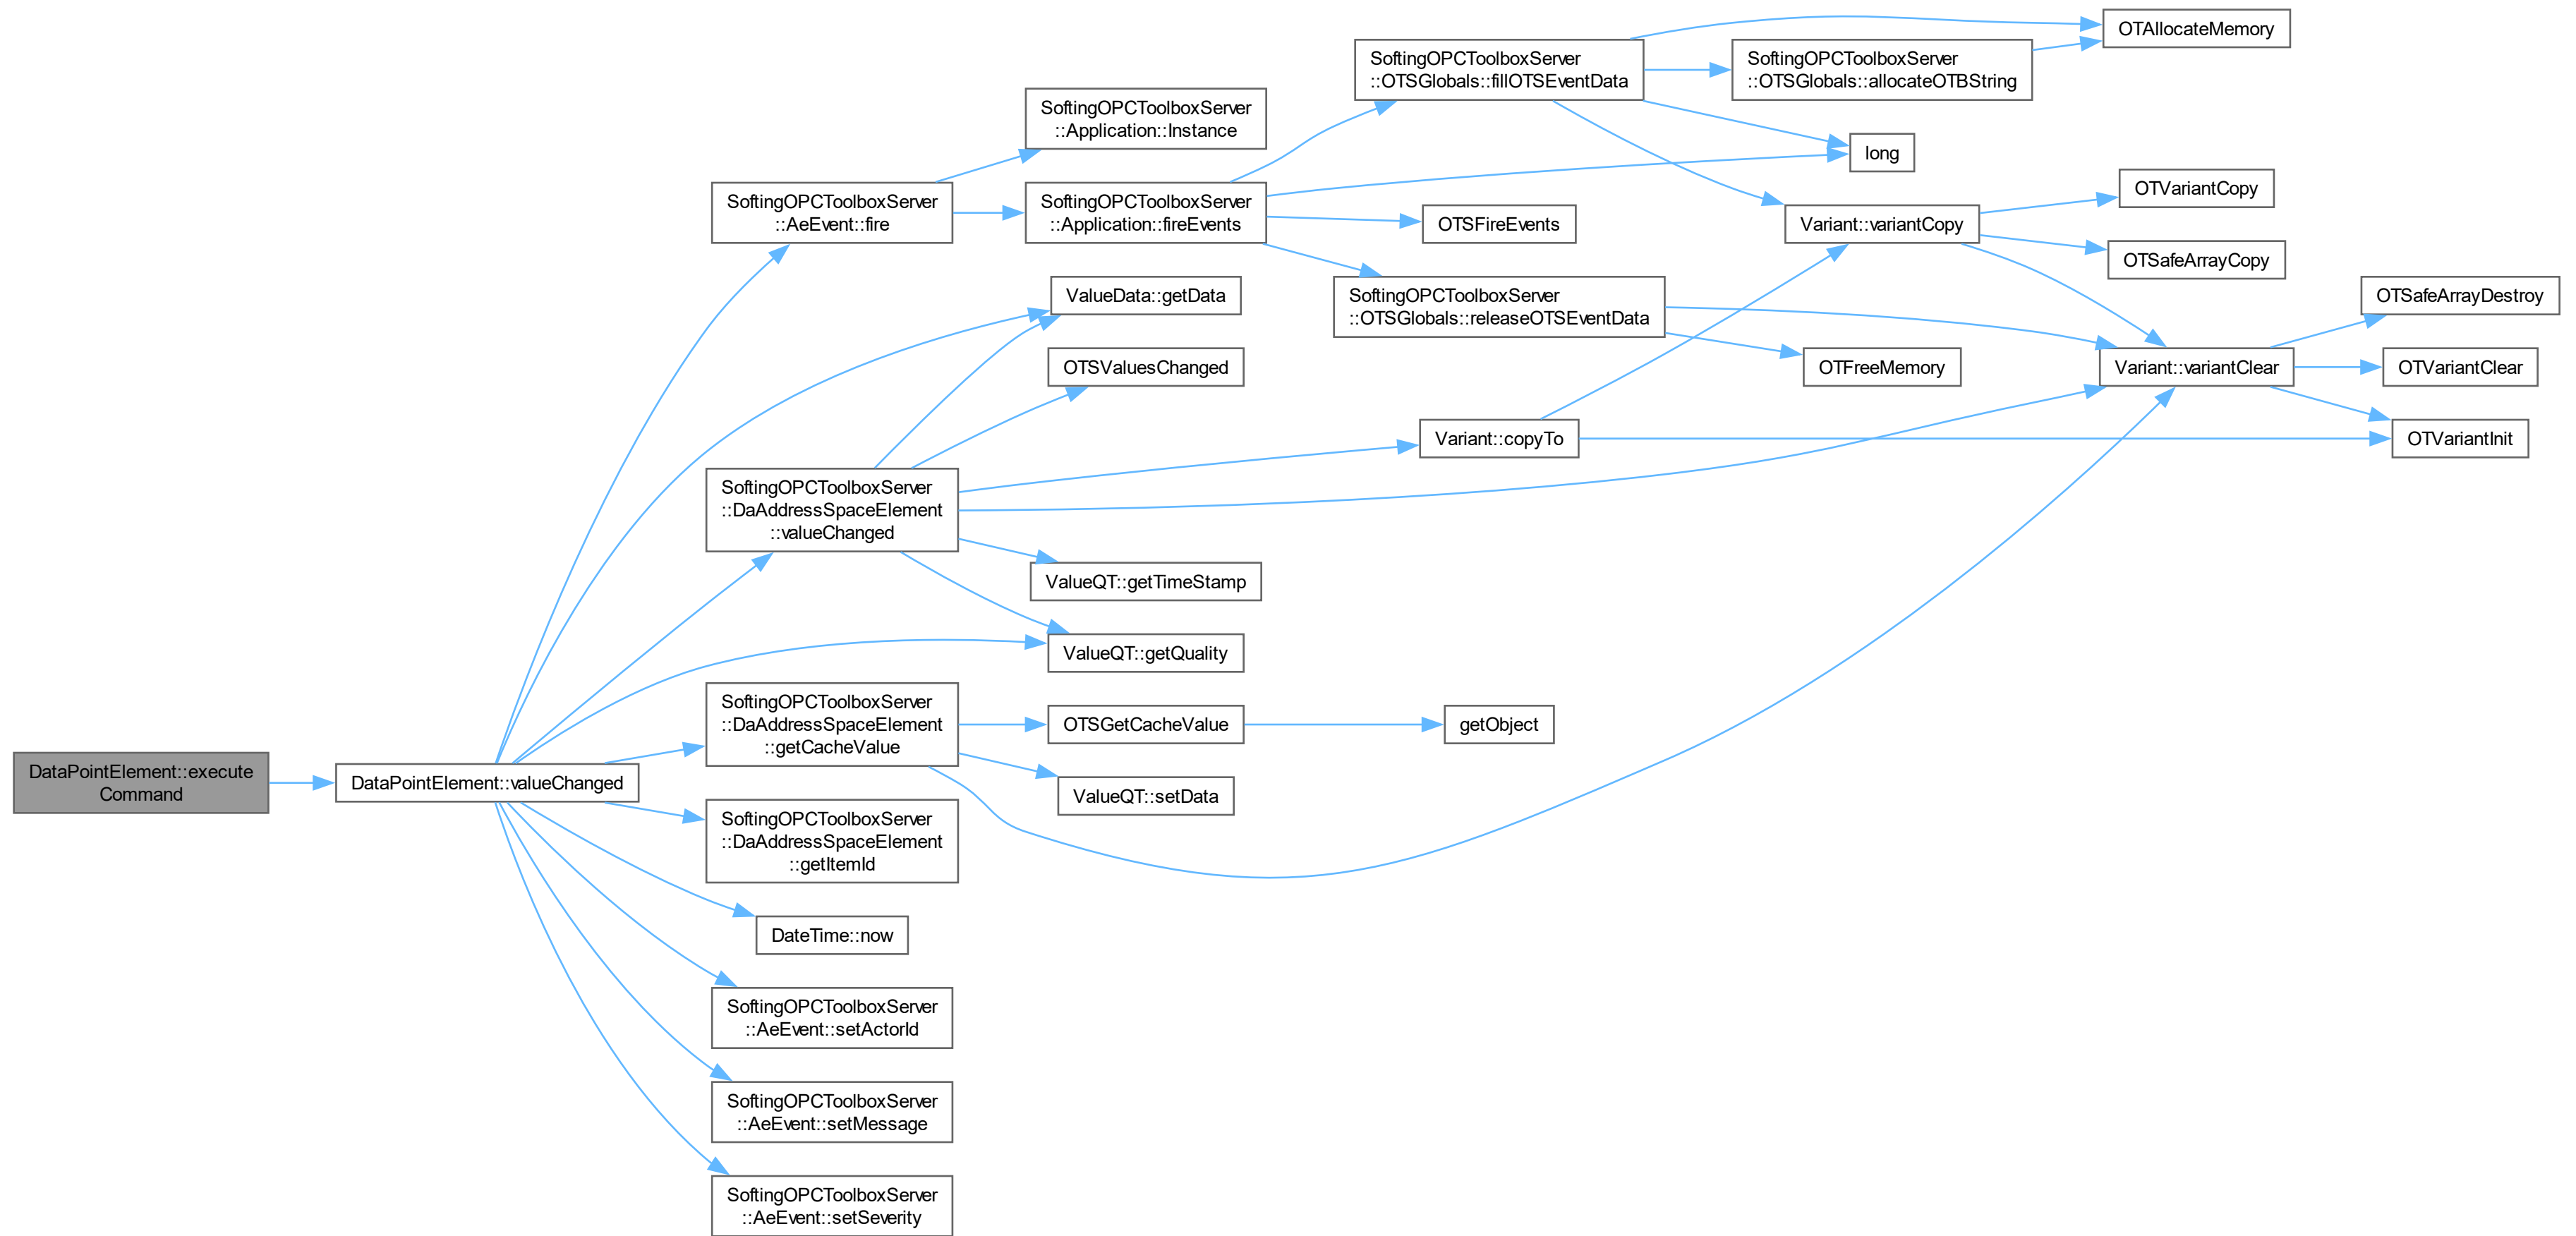 DataPointElement::execute
Command
DataPointElement::valueChanged
SoftingOPCToolboxServer
::AeEvent::fire
SoftingOPCToolboxServer
::Application::Instance
SoftingOPCToolboxServer
::Application::fireEvents
SoftingOPCToolboxServer
::OTSGlobals::fillOTSEventData
SoftingOPCToolboxServer
::OTSGlobals::allocateOTBString
OTAllocateMemory
long
Variant::variantCopy
OTVariantCopy
OTSafeArrayCopy
OTSFireEvents
SoftingOPCToolboxServer
::OTSGlobals::releaseOTSEventData
OTFreeMemory
Variant::variantClear
OTSafeArrayDestroy
OTVariantClear
OTVariantInit
ValueData::getData
OTSValuesChanged
Variant::copyTo
SoftingOPCToolboxServer
::DaAddressSpaceElement
::valueChanged
ValueQT::getTimeStamp
ValueQT::getQuality
SoftingOPCToolboxServer
::DaAddressSpaceElement
::getCacheValue
OTSGetCacheValue
getObject
ValueQT::setData
SoftingOPCToolboxServer
::DaAddressSpaceElement
::getItemId
DateTime::now
SoftingOPCToolboxServer
::AeEvent::setActorId
SoftingOPCToolboxServer
::AeEvent::setMessage
SoftingOPCToolboxServer
::AeEvent::setSeverity